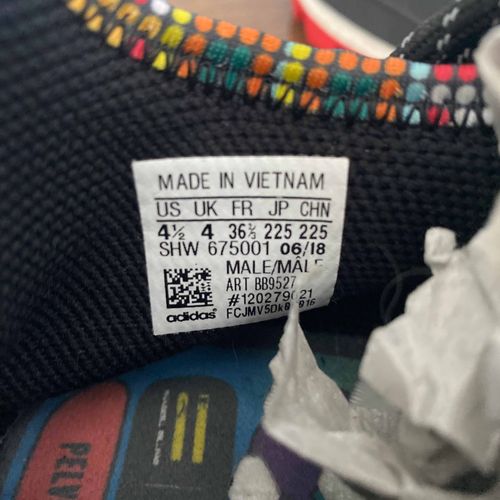 MADE IN VIETNAM
US UK FR JP CHN
4½ 4 36⅔ 225 225
SHW 675001 06/18
MALE/MÂLE
ART BB9527
adidas